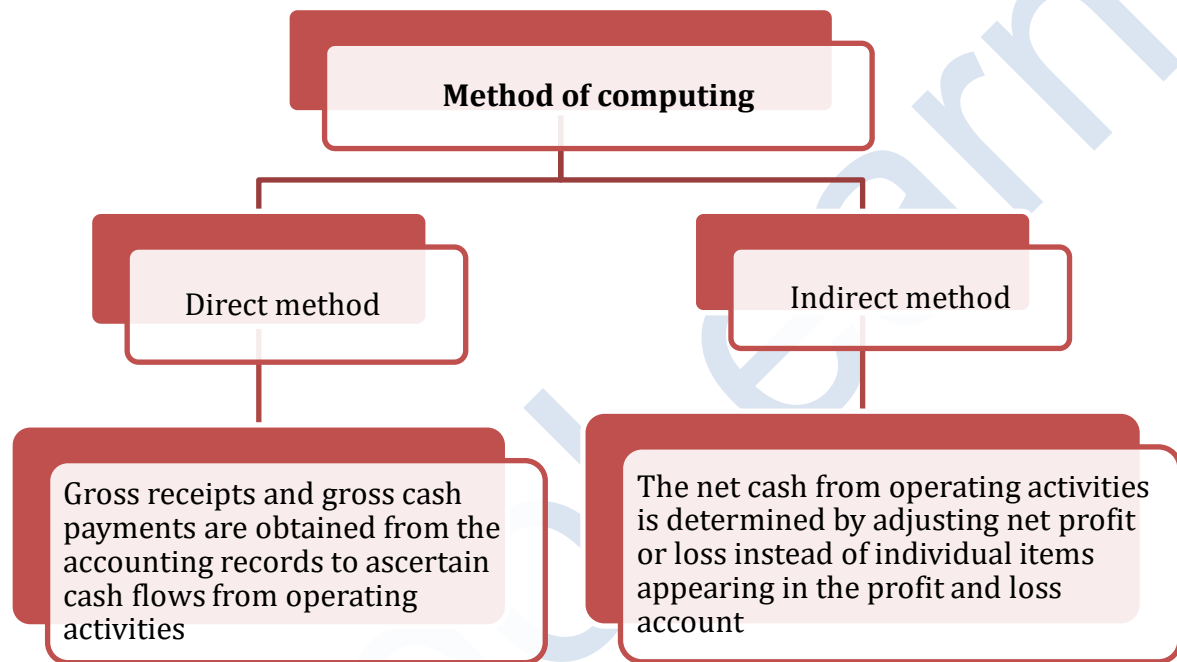 Method of computing
Direct method
Indirect method
Gross receipts and gross cash
payments are obtained from the
accounting records to ascertain
cash flows from operating
activities
The net cash from operating activities
is determined by adjusting net profit
or loss instead of individual items
appearing in the profit and loss
account